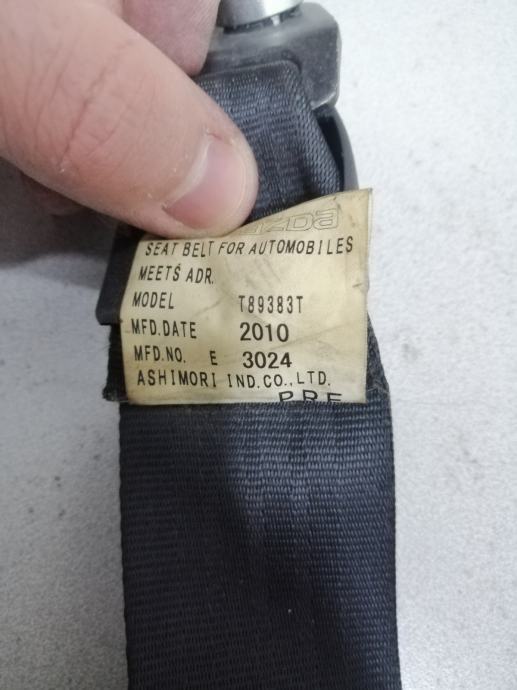 mazda
SEAT BELT FOR AUTOMOBILES
MEETS ADR.
MODEL T89383T
MFD.DATE 2010
MFD.NO. E 3024
ASHIMORI IND.CO.,LTD.
PRE